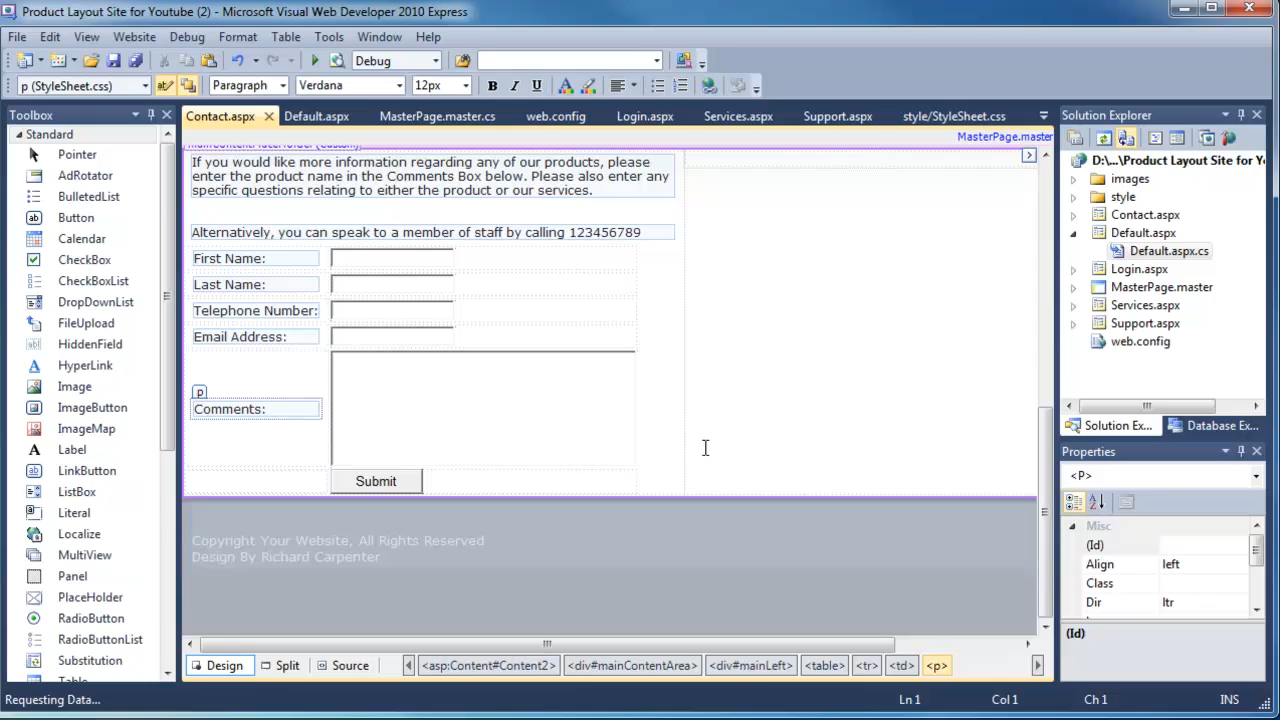 Product Layout Site for Youtube (2) - Microsoft Visual Web Developer 2010 Express
File Edit View Website Debug Format Table Tools Window Help
Debug
p (StyleSheet.css) Paragraph Verdana 12px B I U A
Toolbox
Contact.aspx Default.aspx MasterPage.master.cs web.config Login.aspx Services.aspx Support.aspx style/StyleSheet.css
Solution Explorer
Standard
Pointer
AdRotator
BulletedList
Button
Calendar
CheckBox
CheckBoxList
DropDownList
FileUpload
HiddenField
HyperLink
Image
ImageButton
ImageMap
Label
LinkButton
ListBox
Literal
Localize
MultiView
Panel
PlaceHolder
RadioButton
RadioButtonList
Substitution
Table
MasterPage.master
If you would like more information regarding any of our products, please
enter the product name in the Comments Box below. Please also enter any
specific questions relating to either the product or our services.
Alternatively, you can speak to a member of staff by calling 123456789
First Name:
Last Name:
Telephone Number:
Email Address:
p
Comments:
Submit
Copyright Your Website, All Rights Reserved
Design By Richard Carpenter
Design Split Source <asp:Content#Content2> <div#mainContentArea> <div#mainLeft> <table> <tr> <td> <p>
D:\...\Product Layout Site for Y
images
style
Contact.aspx
Default.aspx
Default.aspx.cs
Login.aspx
MasterPage.master
Services.aspx
Support.aspx
web.config
Solution Ex... Database Ex...
Properties
<P>
Misc
(Id)
Align left
Class
Dir ltr
(Id)
Requesting Data... Ln 1 Col 1 Ch 1 INS